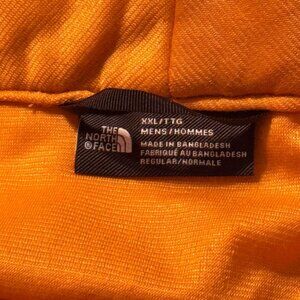 THE
NORTH
FACE
XXL/TTG
MENS/HOMMES
MADE IN BANGLADESH
FABRIQUÉ AU BANGLADESH
REGULAR/NORMALE